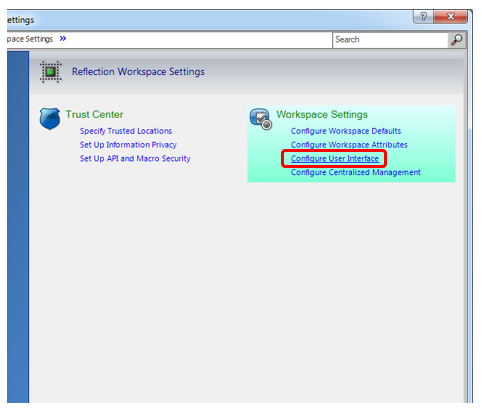 ettings
pace Settings »
Search
Reflection Workspace Settings
Trust Center
Specify Trusted Locations
Set Up Information Privacy
Set Up API and Macro Security
Workspace Settings
Configure Workspace Defaults
Configure Workspace Attributes
Configure User Interface
Configure Centralized Management